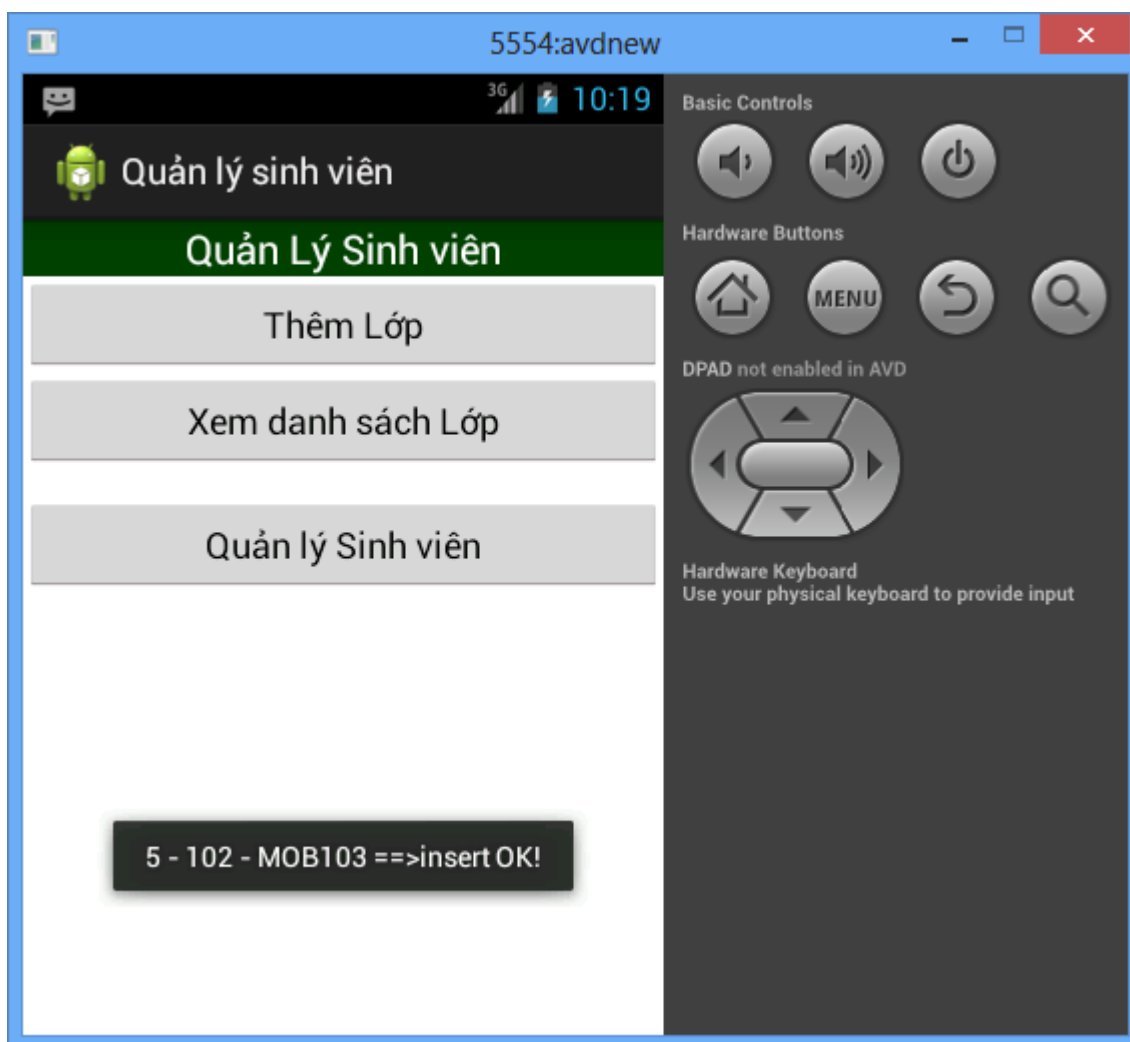 5554:avdnew
3G 10:19
Quản lý sinh viên
Quản Lý Sinh viên
Thêm Lớp
Xem danh sách Lớp
Quản lý Sinh viên
5 - 102 - MOB103 ==>insert OK!
Basic Controls
Hardware Buttons
MENU
DPAD not enabled in AVD
Hardware Keyboard
Use your physical keyboard to provide input